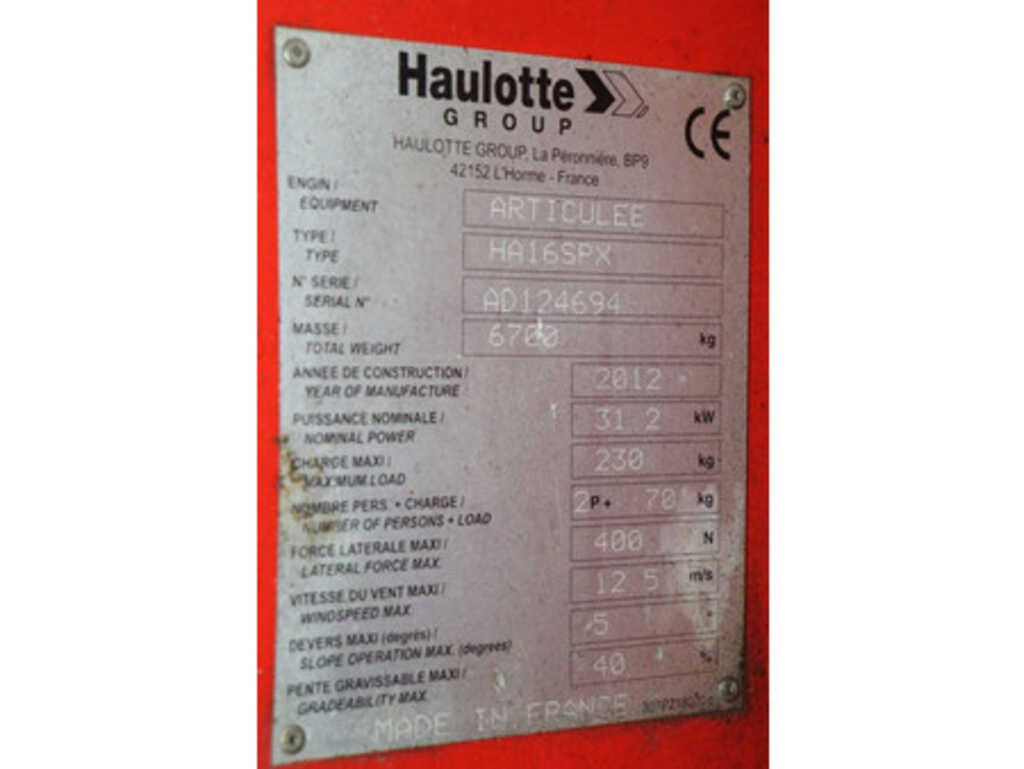 Haulotte
GROUP
HAULOTTE GROUP, La Péronnière, BP9
42152 L'Horme - France
CE
ENGIN /
EQUIPMENT
ARTICULEE
TYPE /
TYPE
HA16SPX
N° SERIE /
SERIAL N°
AD124694
MASSE /
TOTAL WEIGHT
6700 kg
ANNEE DE CONSTRUCTION /
YEAR OF MANUFACTURE
2012
PUISSANCE NOMINALE /
NOMINAL POWER
31 2 kW
CHARGE MAXI /
MAXIMUM LOAD
230 kg
NOMBRE PERS. + CHARGE /
NUMBER OF PERSONS + LOAD
2 P + 70 kg
FORCE LATERALE MAXI /
LATERAL FORCE MAX.
400 N
VITESSE DU VENT MAXI /
WINDSPEED MAX.
12 5 m/s
DEVERS MAXI (degrés) /
SLOPE OPERATION MAX. (degrees)
5 °
PENTE GRAVISSABLE MAXI /
GRADEABILITY MAX.
40 %
MADE IN FRANCE